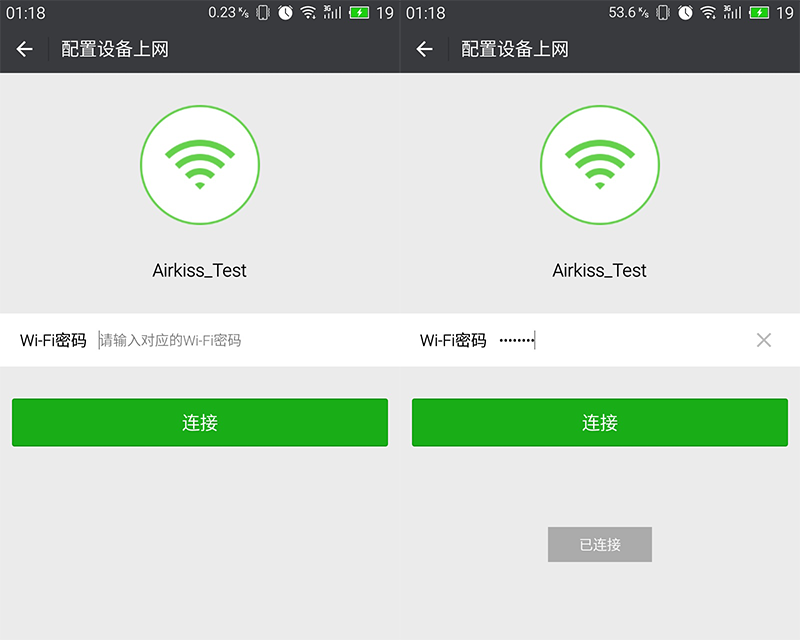 01:18 0.23 K/s 3G 19
配置设备上网
Airkiss_Test
Wi-Fi密码 请输入对应的Wi-Fi密码
连接
01:18 53.6 K/s 3G 19
配置设备上网
Airkiss_Test
Wi-Fi密码 ••••••••
连接
已连接